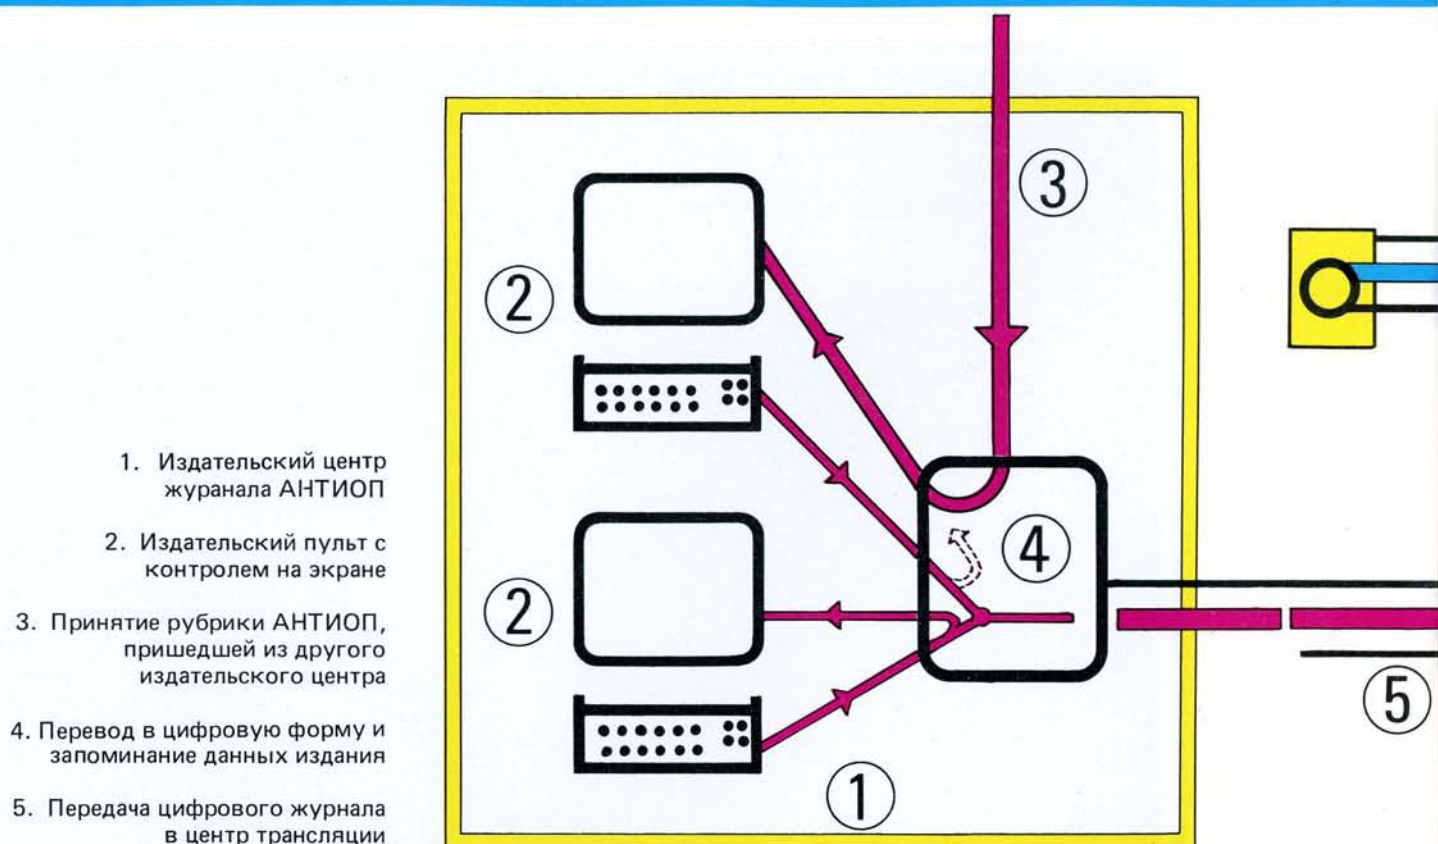 1. Издательский центр
журанала АНТИОП
2. Издательский пульт с
контролем на экране
3. Принятие рубрики АНТИОП,
пришедшей из другого
издательского центра
4. Перевод в цифровую форму и
запоминание данных издания
5. Передача цифрового журнала
в центр трансляции
3
2
4
2
5
1